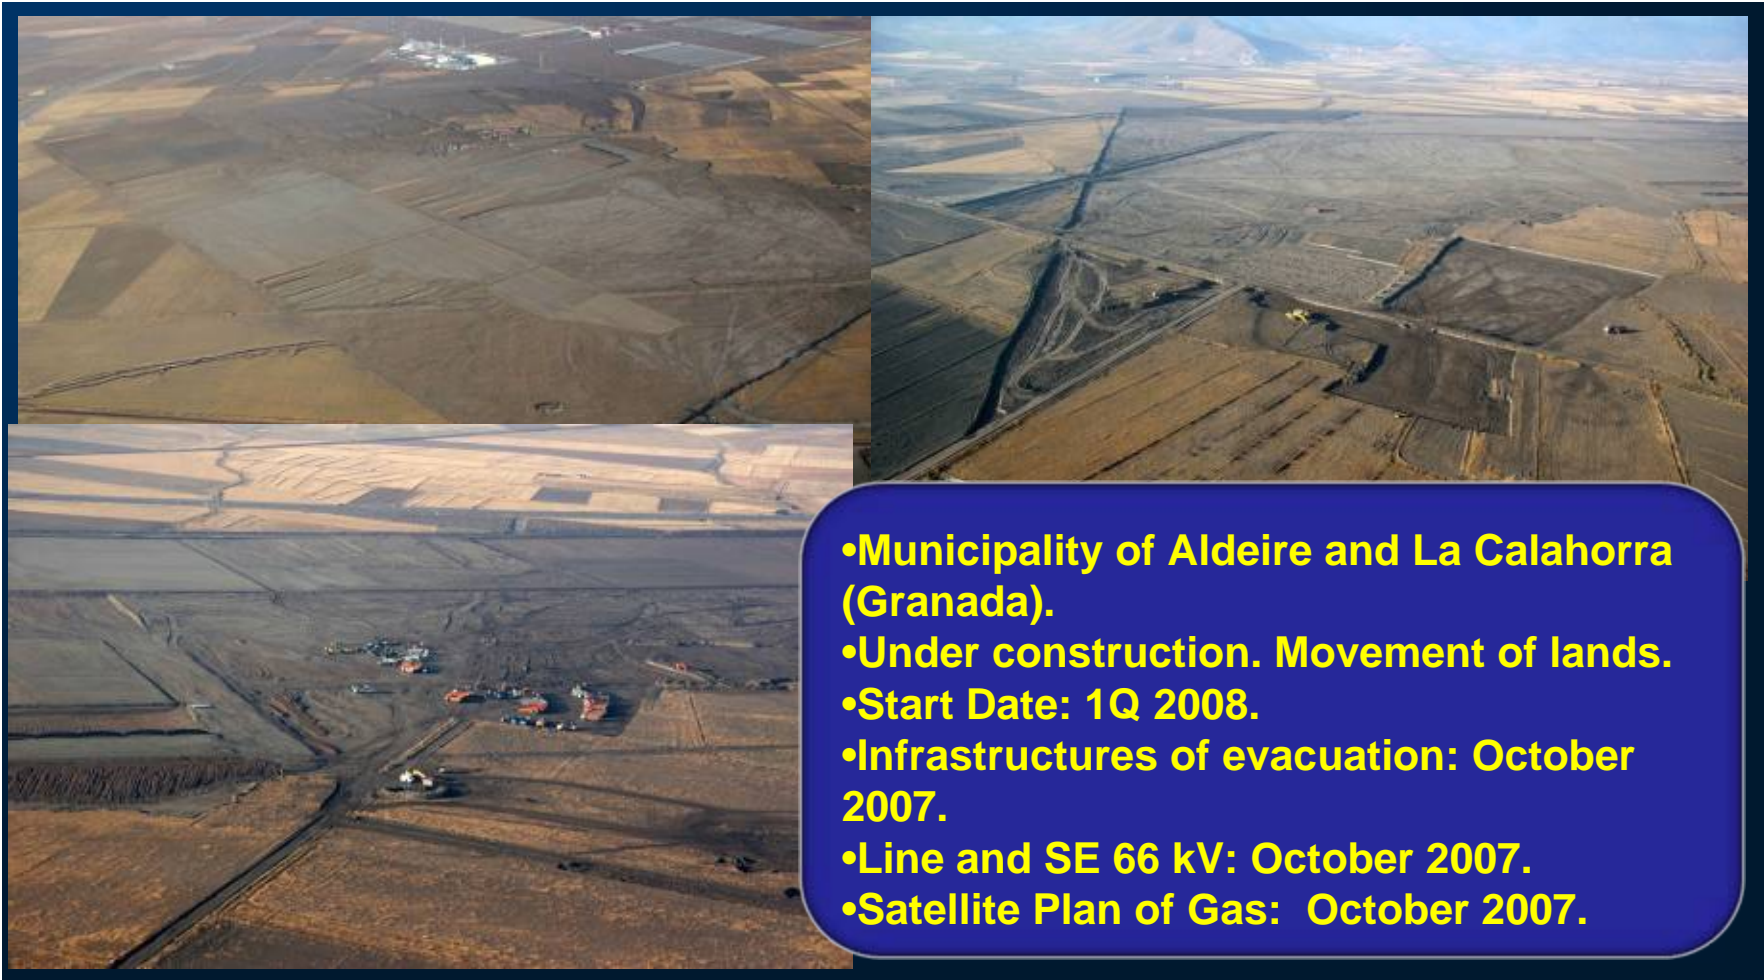 •Municipality of Aldeire and La Calahorra
(Granada).
•Under construction. Movement of lands.
•Start Date: 1Q 2008.
•Infrastructures of evacuation: October
2007.
•Line and SE 66 kV: October 2007.
•Satellite Plan of Gas:  October 2007.